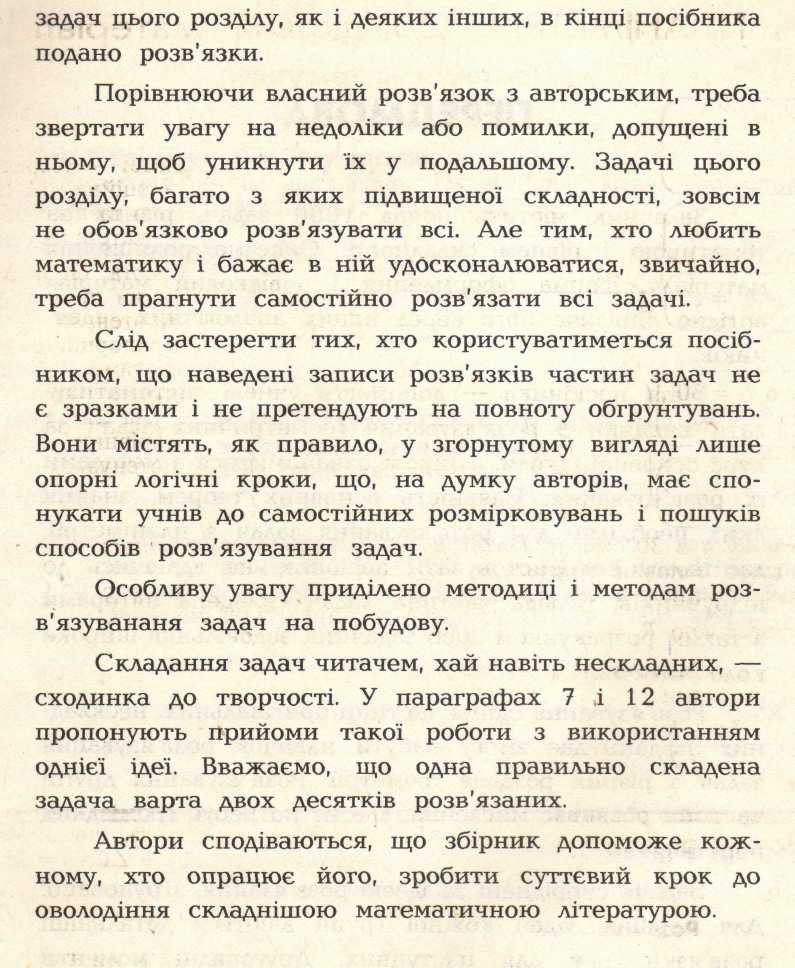 задач цього розділу, як і деяких інших, в кінці посібника
подано розв'язки.
Порівнюючи власний розв'язок з авторським, треба
звертати увагу на недоліки або помилки, допущені в
ньому, щоб уникнути їх у подальшому. Задачі цього
розділу, багато з яких підвищеної складності, зовсім
не обов'язково розв'язувати всі. Але тим, хто любить
математику і бажає в ній удосконалюватися, звичайно,
треба прагнути самостійно розв'язати всі задачі.
Слід застерегти тих, хто користуватиметься посіб-
ником, що наведені записи розв'язків частин задач не
є зразками і не претендують на повноту обгрунтувань.
Вони містять, як правило, у згорнутому вигляді лише
опорні логічні кроки, що, на думку авторів, має спо-
нукати учнів до самостійних розмірковувань і пошуків
способів розв'язування задач.
Особливу увагу приділено методиці і методам роз-
в'язувананя задач на побудову.
Складання задач читачем, хай навіть нескладних, —
сходинка до творчості. У параграфах 7 і 12 автори
пропонують прийоми такої роботи з використанням
однієї ідеї. Вважаємо, що одна правильно складена
задача варта двох десятків розв'язаних.
Автори сподіваються, що збірник допоможе кож-
ному, хто опрацює його, зробити суттєвий крок до
оволодіння складнішою математичною літературою.